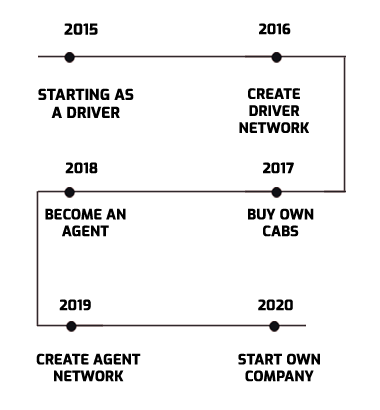 2015
2016
STARTING AS
A DRIVER
CREATE
DRIVER
NETWORK
2018
2017
BECOME AN
AGENT
BUY OWN
CABS
2019
2020
CREATE AGENT
NETWORK
START OWN
COMPANY